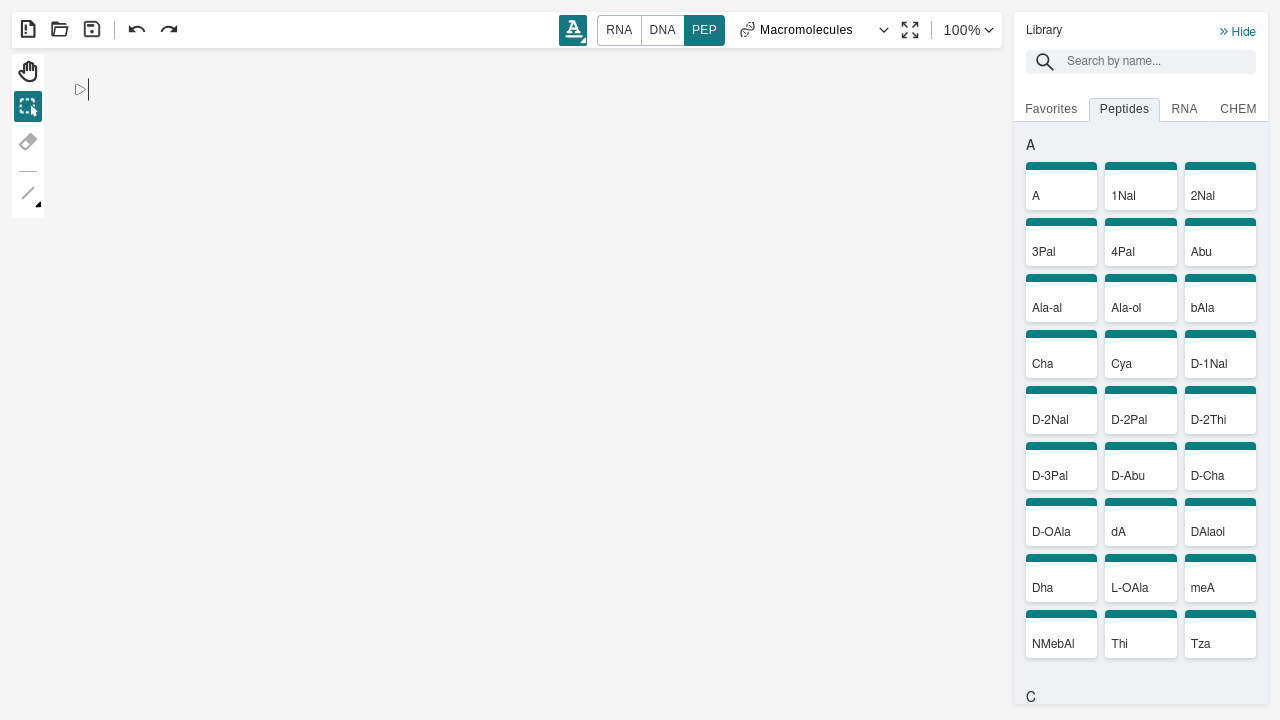 RNA DNA PEP Macromolecules 100%
Library
Hide
Search by name...
Favorites Peptides RNA CHEM
A
A 1Nal 2Nal
3Pal 4Pal Abu
Ala-al Ala-ol bAla
Cha Cya D-1Nal
D-2Nal D-2Pal D-2Thi
D-3Pal D-Abu D-Cha
D-OAla dA DAlaol
Dha L-OAla meA
NMebAl Thi Tza
C